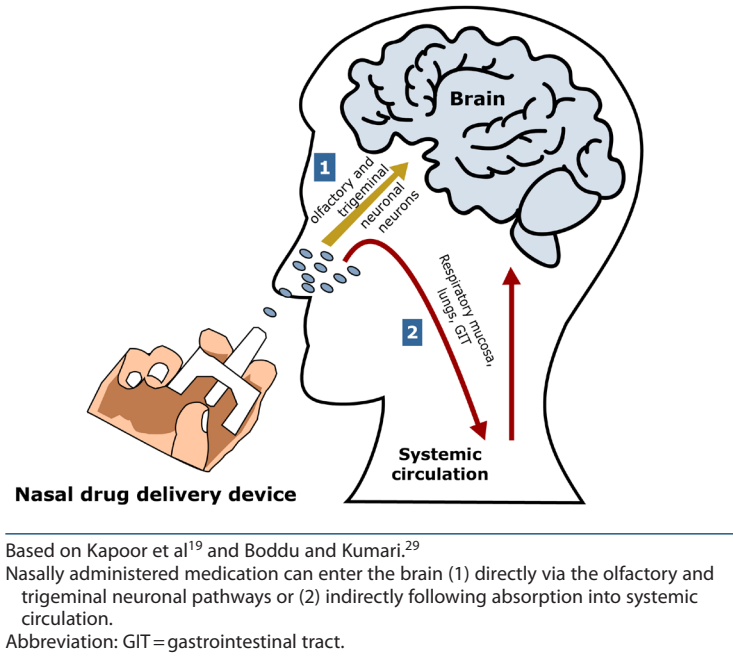 Brain
1
olfactory and
trigeminal
neuronal
neurons
Respiratory mucosa,
lungs, GIT
2
Systemic
circulation
Nasal drug delivery device
Based on Kapoor et al19 and Boddu and Kumari.29
Nasally administered medication can enter the brain (1) directly via the olfactory and
trigeminal neuronal pathways or (2) indirectly following absorption into systemic
circulation.
Abbreviation: GIT = gastrointestinal tract.